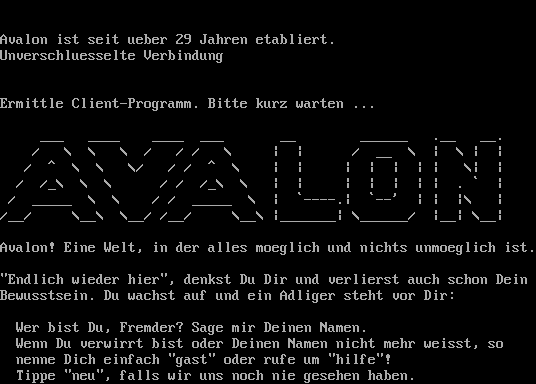 Avalon ist seit ueber 29 Jahren etabliert.
Unverschluesselte Verbindung
Ermittle Client-Programm. Bitte kurz warten ...
AVALON
Avalon! Eine Welt, in der alles moeglich und nichts unmoeglich ist.
"Endlich wieder hier", denkst Du Dir und verlierst auch schon Dein
Bewusstsein. Du wachst auf und ein Adliger steht vor Dir:
Wer bist Du, Fremder? Sage mir Deinen Namen.
Wenn Du verwirrt bist oder Deinen Namen nicht mehr weisst, so
nenne Dich einfach "gast" oder rufe um "hilfe"!
Tippe "neu", falls wir uns noch nie gesehen haben.